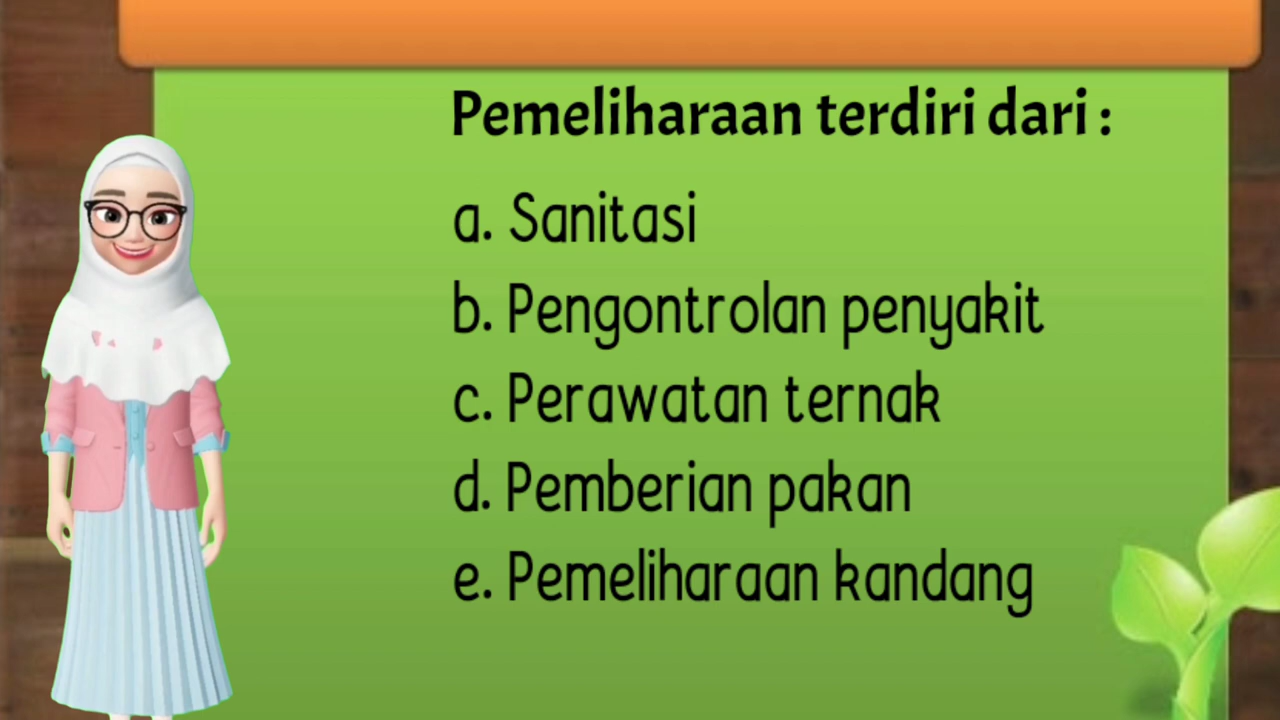 Pemeliharaan terdiri dari :
a. Sanitasi
b. Pengontrolan penyakit
c. Perawatan ternak
d. Pemberian pakan
e. Pemeliharaan kandang